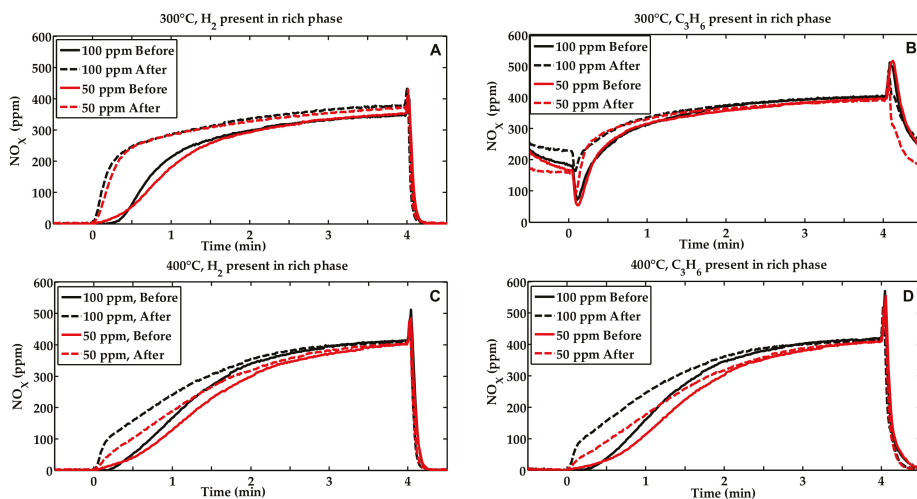 300°C, H2 present in rich phase
A
100 ppm Before
100 ppm After
50 ppm Before
50 ppm After
NOX (ppm)
600
500
400
300
200
100
0
0 1 2 3 4
Time (min)
300°C, C3H6 present in rich phase
B
100 ppm Before
100 ppm After
50 ppm Before
50 ppm After
NOX (ppm)
600
500
400
300
200
100
0
0 1 2 3 4
Time (min)
400°C, H2 present in rich phase
C
100 ppm, Before
100 ppm, After
50 ppm, Before
50 ppm, After
NOX (ppm)
600
500
400
300
200
100
0
0 1 2 3 4
Time (min)
400°C, C3H6 present in rich phase
D
100 ppm Before
100 ppm After
50 ppm Before
50 ppm After
NOX (ppm)
600
500
400
300
200
100
0
0 1 2 3 4
Time (min)